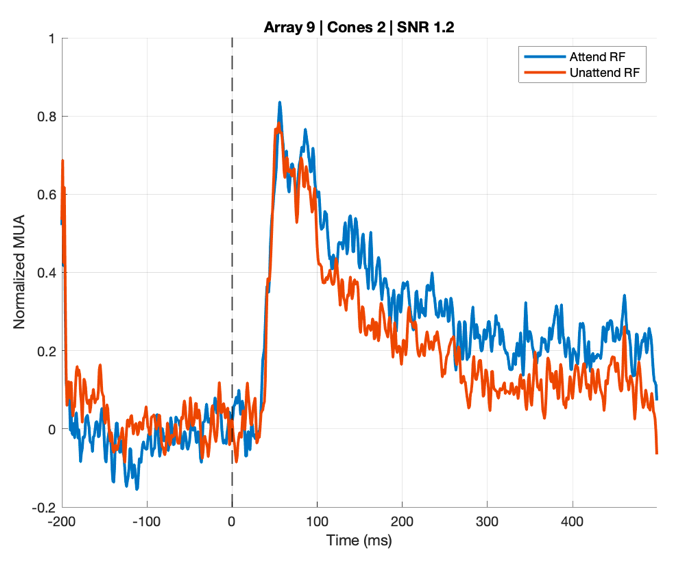 Array 9 | Cones 2 | SNR 1.2
Attend RF
Unattend RF
Normalized MUA
1
0.8
0.6
0.4
0.2
0
-0.2
-200
-100
0
100
200
300
400
Time (ms)